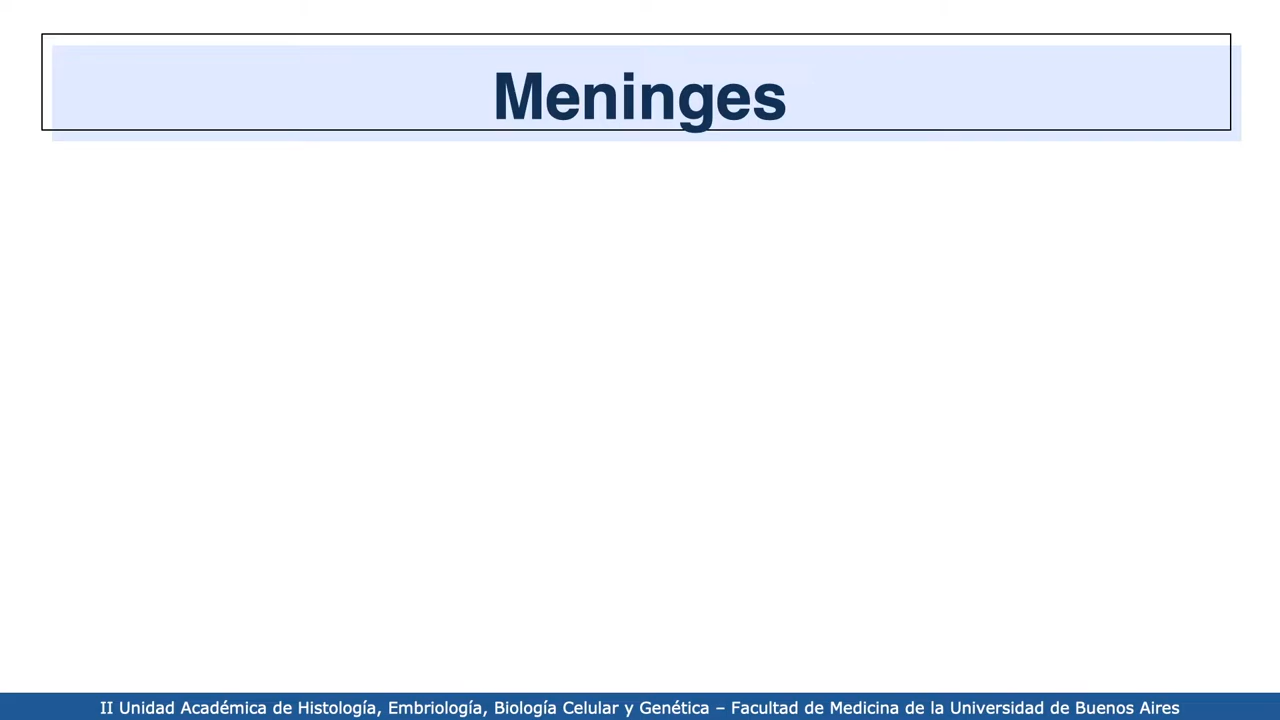 Meninges
II Unidad Académica de Histología, Embriología, Biología Celular y Genética – Facultad de Medicina de la Universidad de Buenos Aires